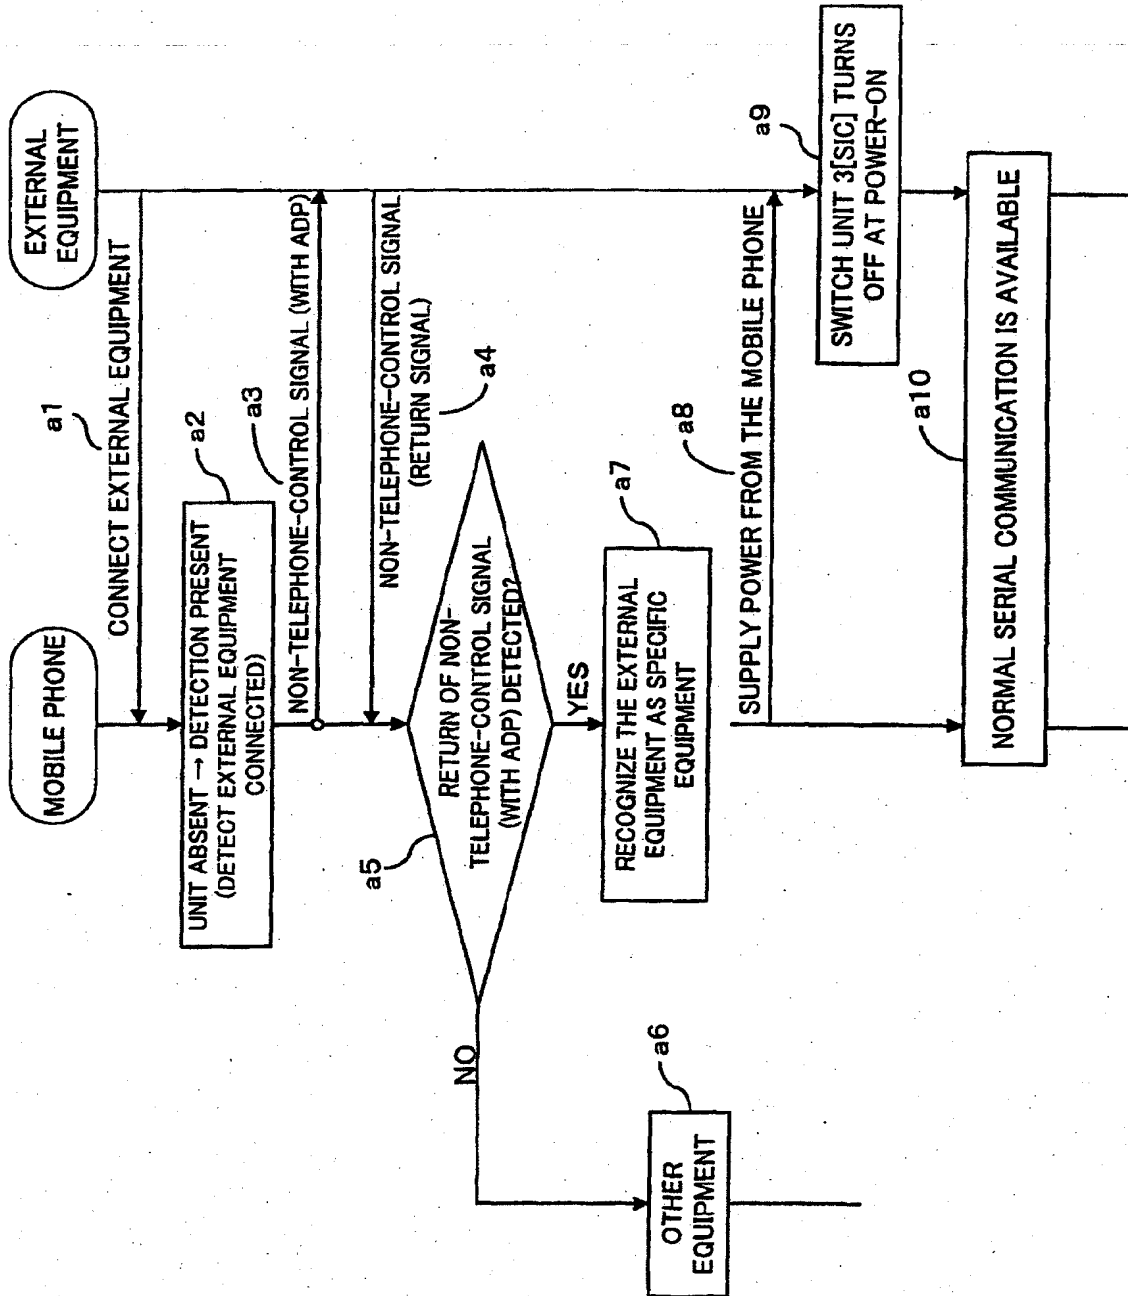 MOBILE PHONE
EXTERNAL
EQUIPMENT
a1
CONNECT EXTERNAL EQUIPMENT
a2
UNIT ABSENT → DETECTION PRESENT
(DETECT EXTERNAL EQUIPMENT
CONNECTED)
a3
NON-TELEPHONE-CONTROL SIGNAL (WITH ADP)
NON-TELEPHONE-CONTROL SIGNAL
(RETURN SIGNAL)
a4
a5
RETURN OF NON-
TELEPHONE-CONTROL SIGNAL
(WITH ADP) DETECTED?
NO
YES
a6
OTHER
EQUIPMENT
a7
RECOGNIZE THE EXTERNAL
EQUIPMENT AS SPECIFIC
EQUIPMENT
a8
SUPPLY POWER FROM THE MOBILE PHONE
a9
SWITCH UNIT 3[SIC] TURNS
OFF AT POWER-ON
a10
NORMAL SERIAL COMMUNICATION IS AVAILABLE